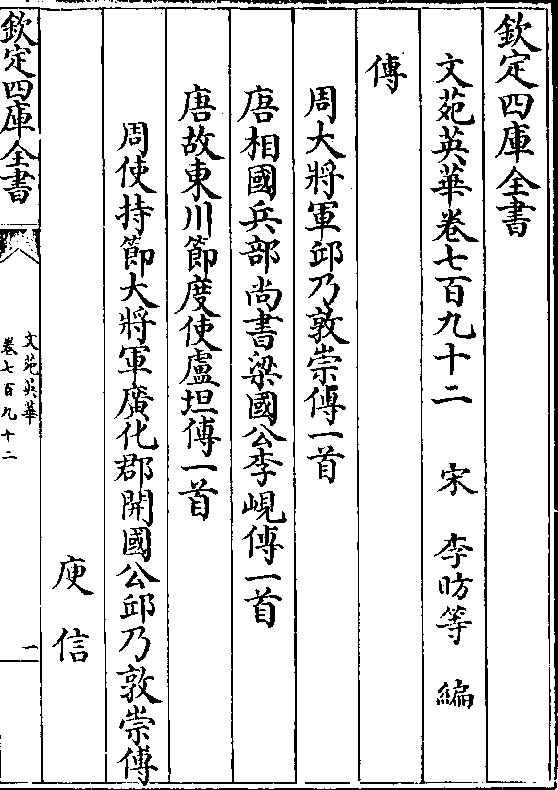 欽定四庫全書
文苑英華卷七百九十二 宋 李昉等 編
傳
周大將軍邱乃敦崇傳一首
唐相國兵部尚書梁國公李峴傳一首
唐故東川節度使盧坦傳一首
周使持節大將軍廣化郡開國公邱乃敦崇傳
庾信
欽定四庫全書
文苑英華
卷七百九十二
一